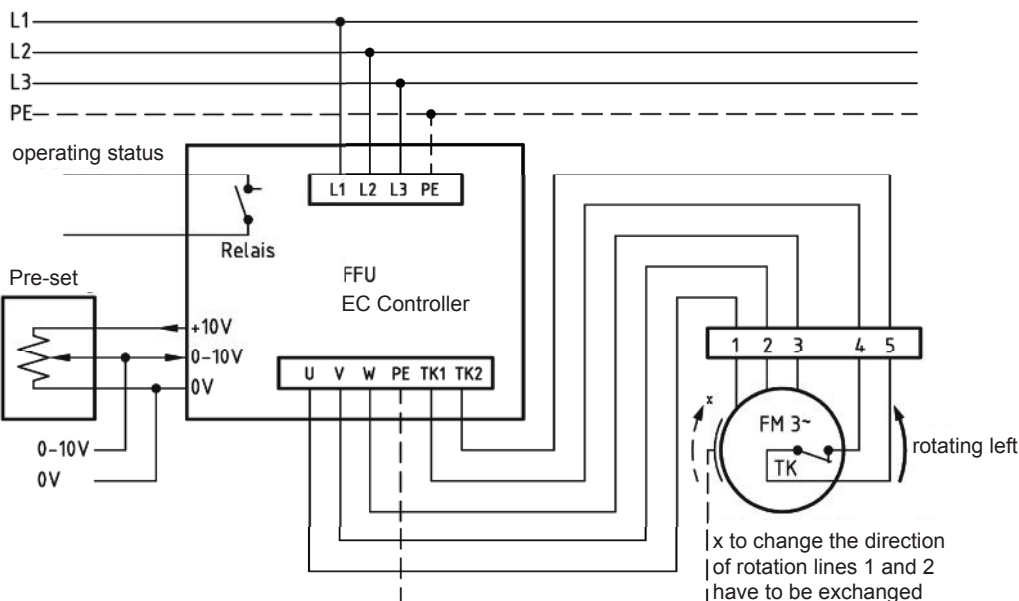 L1
L2
L3
PE
operating status
L1 L2 L3 PE
Relais
Pre-set
FFU
EC Controller
+10V
0-10V
0V
U V W PE TK1 TK2
1 2 3 4 5
x
FM 3~
TK
rotating left
0-10V
0V
x to change the direction
of rotation lines 1 and 2
have to be exchanged